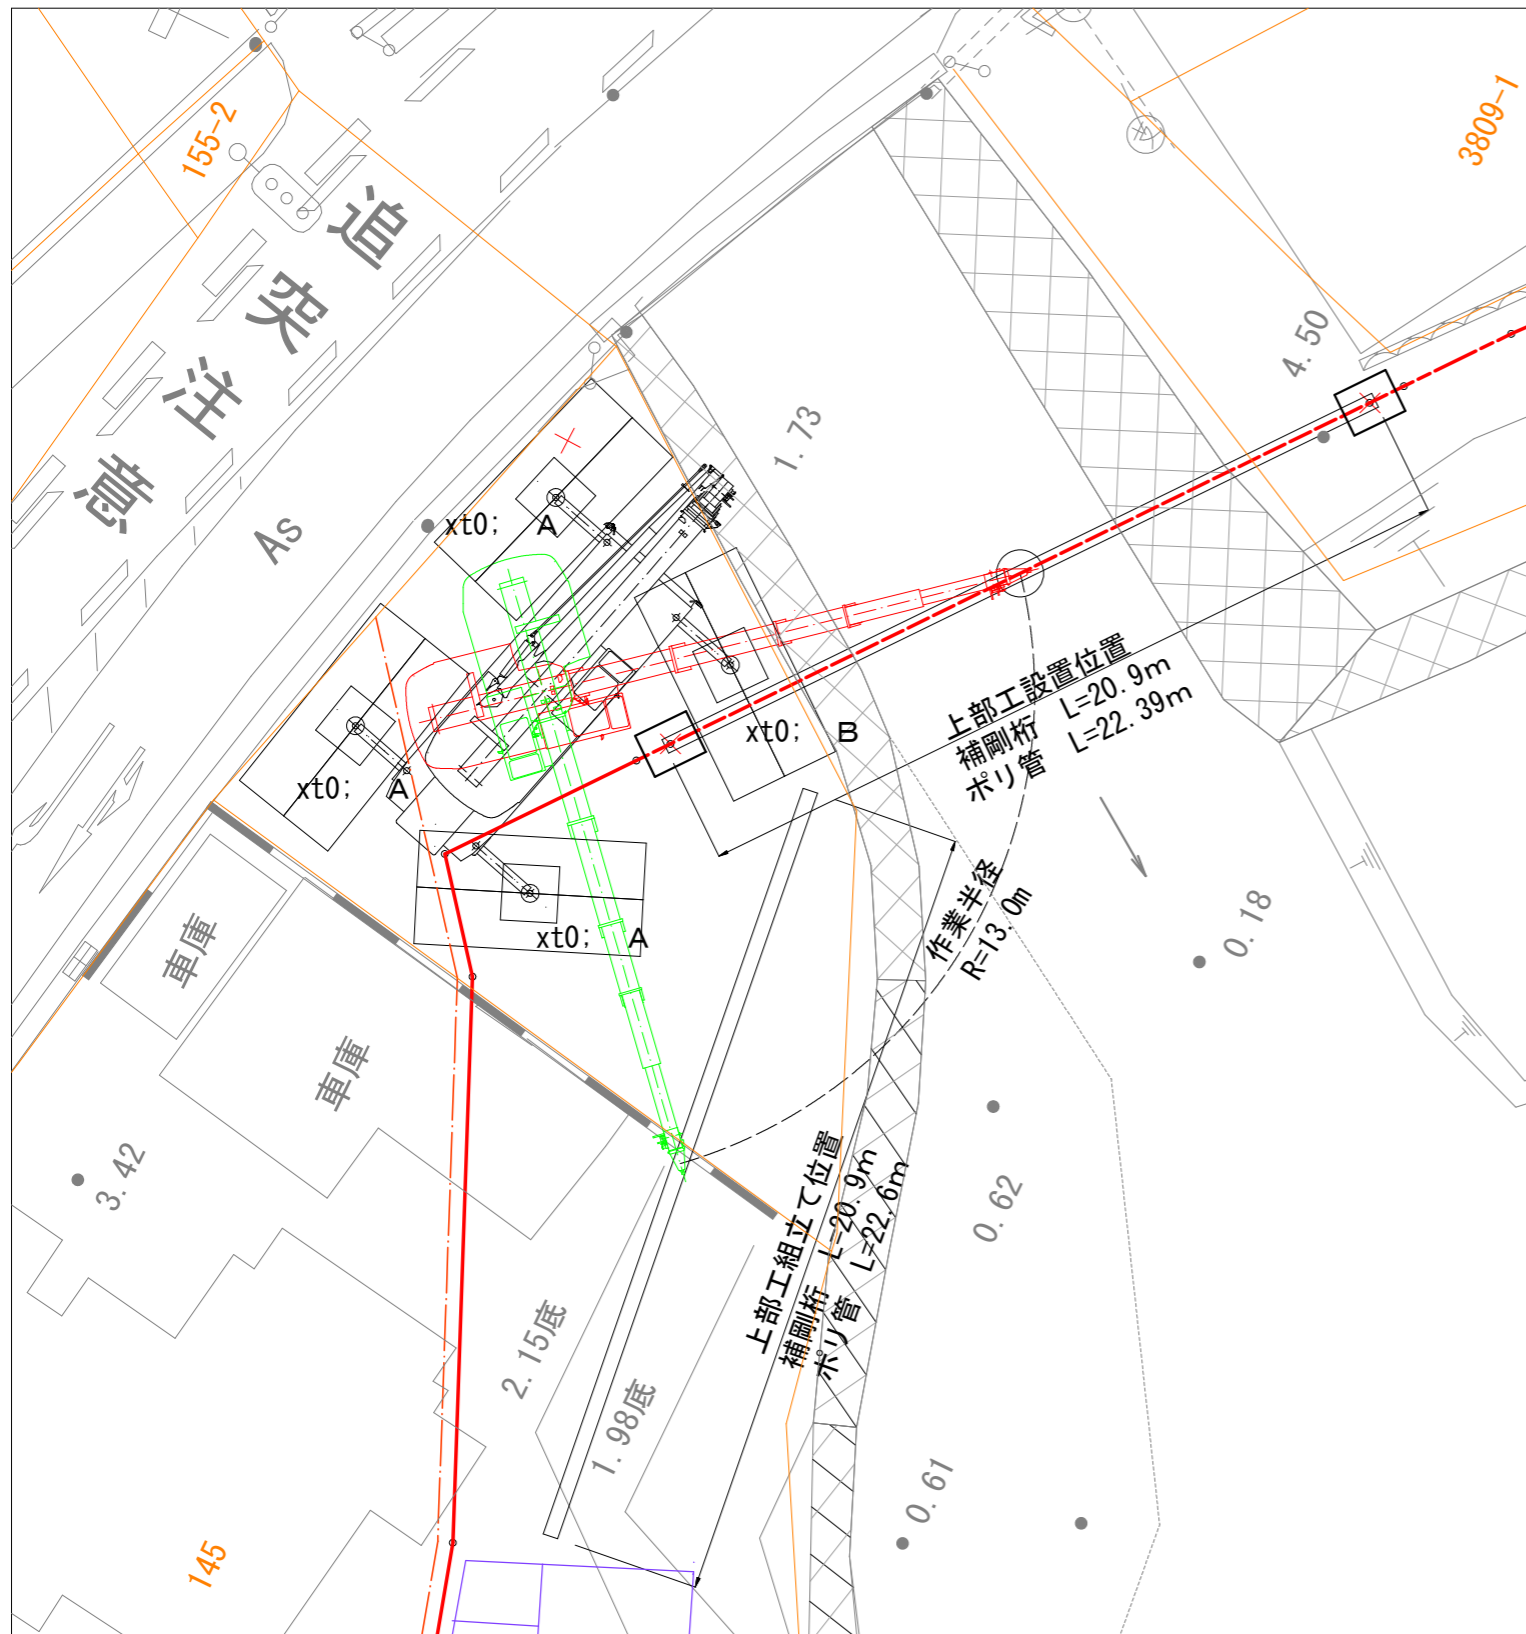 155-2
3809-1
追突注意
As
4.50
1.73
xt0; A
xt0; A
xt0; B
xt0; A
上部工設置位置
補剛桁 L=20.9m
ポリ管 L=22.39m
作業半径
R=13.0m
0.18
車庫
車庫
3.42
0.62
上部工組立て位置
補剛桁 L=20.9m
ポリ管 L=22.6m
2.15底
1.98底
0.61
145